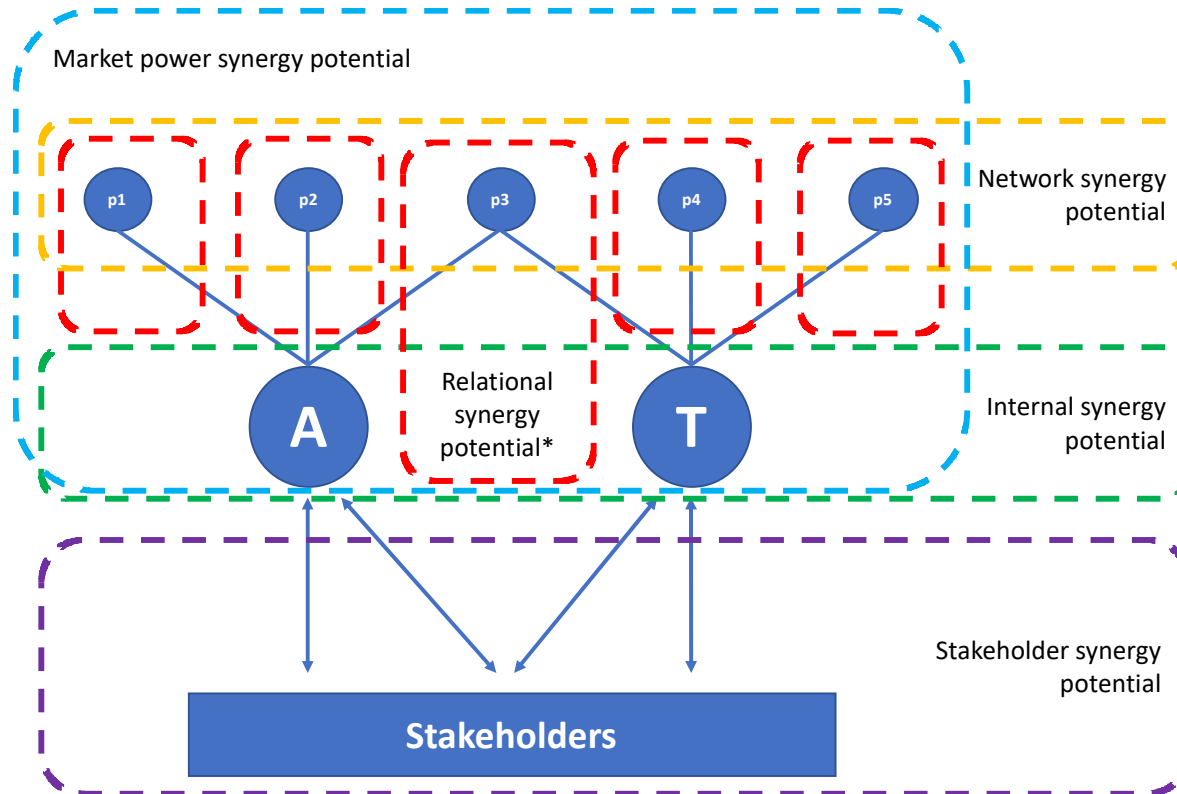 Market power synergy potential
p1
p2
p3
p4
p5
Network synergy
potential
A
Relational
synergy
potential*
T
Internal synergy
potential
Stakeholder synergy
potential
Stakeholders